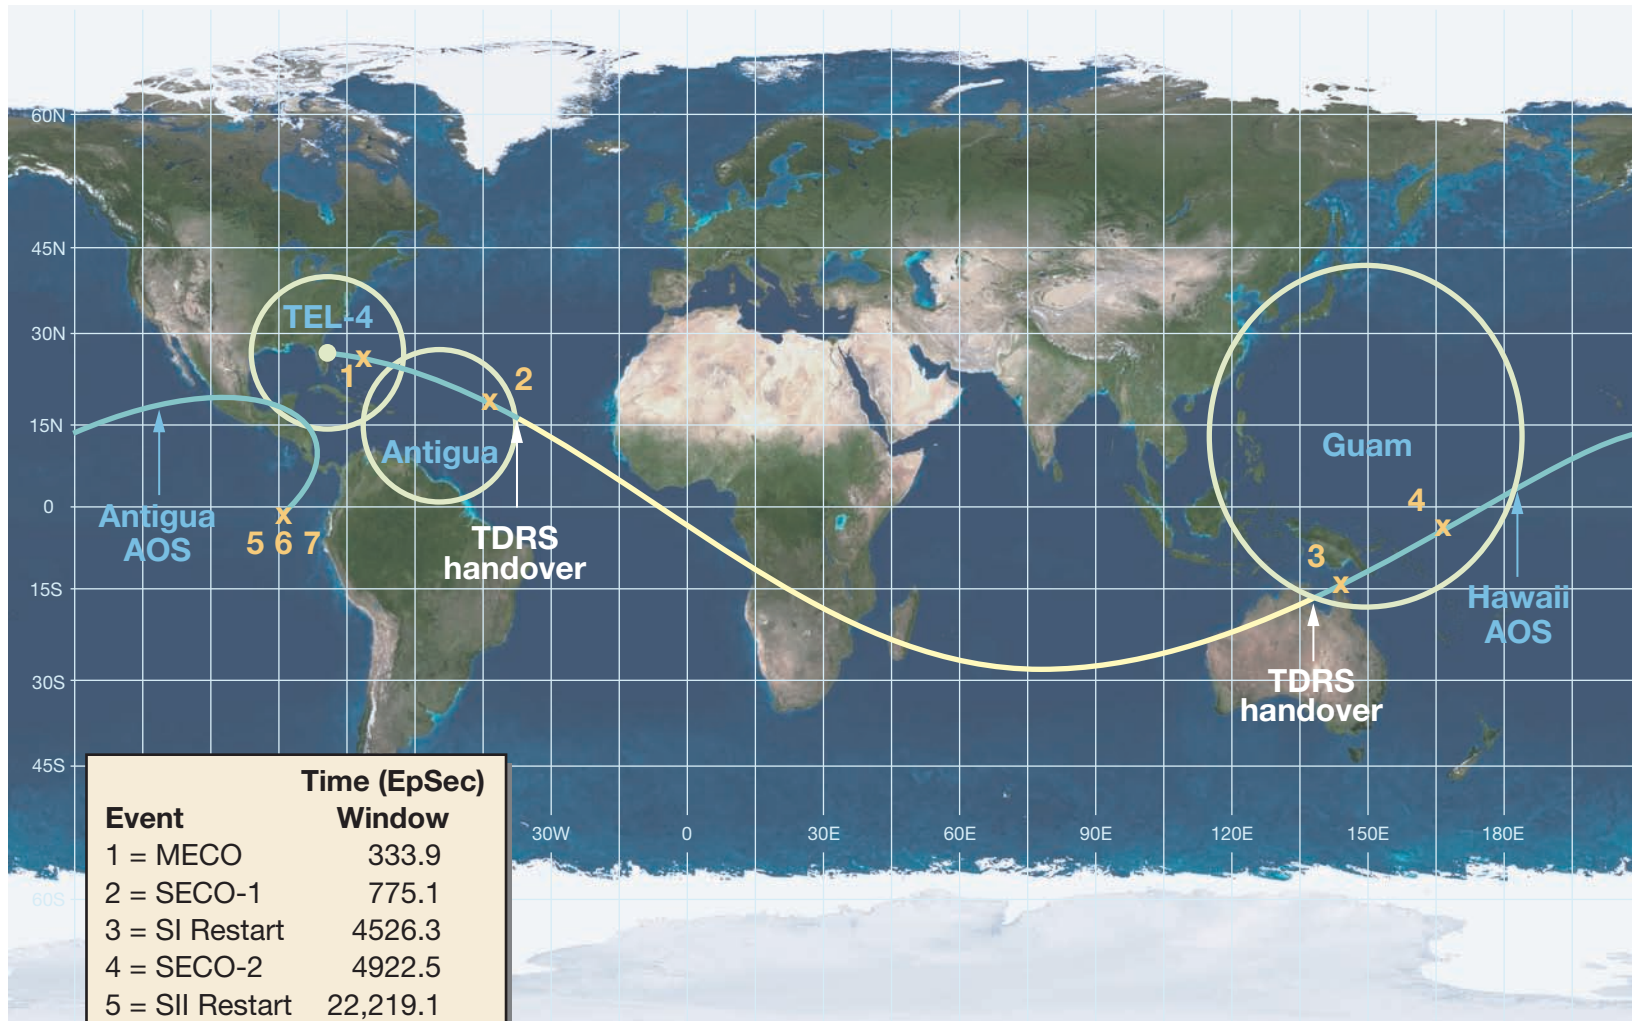 60N
45N
30N
15N
0
15S
30S
45S
60S
TEL-4
1
2
Antigua
Antigua
AOS
5 6 7
TDRS
handover
Guam
4
3
Hawaii
AOS
TDRS
handover
30W 0 30E 60E 90E 120E 150E 180E
Time (EpSec)
Event Window
1 = MECO 333.9
2 = SECO-1 775.1
3 = SI Restart 4526.3
4 = SECO-2 4922.5
5 = SII Restart 22,219.1